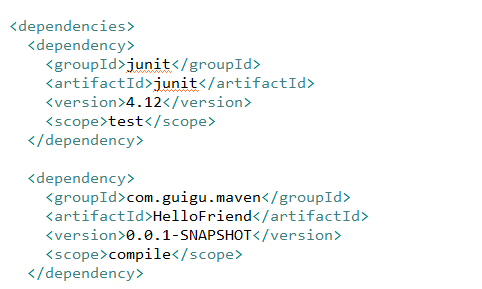 <dependencies>
<dependency>
<groupId>junit</groupId>
<artifactId>junit</artifactId>
<version>4.12</version>
<scope>test</scope>
</dependency>
<dependency>
<groupId>com.guigu.maven</groupId>
<artifactId>HelloFriend</artifactId>
<version>0.0.1-SNAPSHOT</version>
<scope>compile</scope>
</dependency>